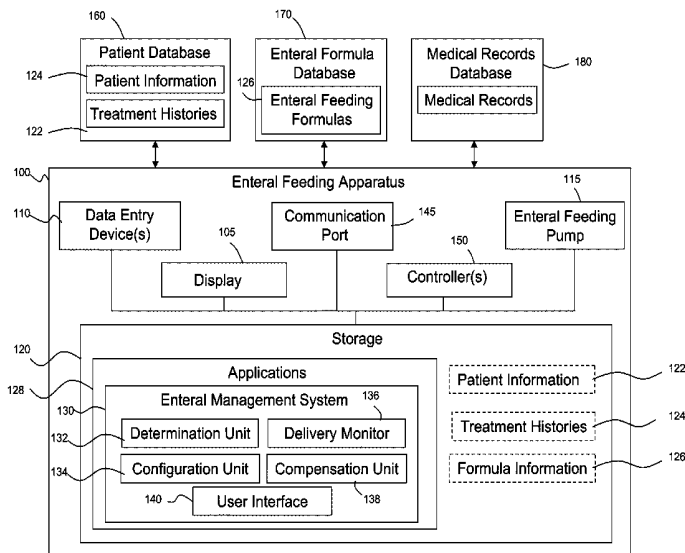 160
170
Patient Database
124
Patient Information
Treatment Histories
122
Enteral Formula
Database
126
Enteral Feeding
Formulas
Medical Records
Database
180
Medical Records
100
Enteral Feeding Apparatus
110
Data Entry
Device(s)
Communication
Port
145
115
Enteral Feeding
Pump
105
Display
150
Controller(s)
Storage
120
Applications
128
Enteral Management System
130
136
Determination Unit
132
Delivery Monitor
Configuration Unit
134
Compensation Unit
138
140
User Interface
Patient Information
122
Treatment Histories
124
Formula Information
126